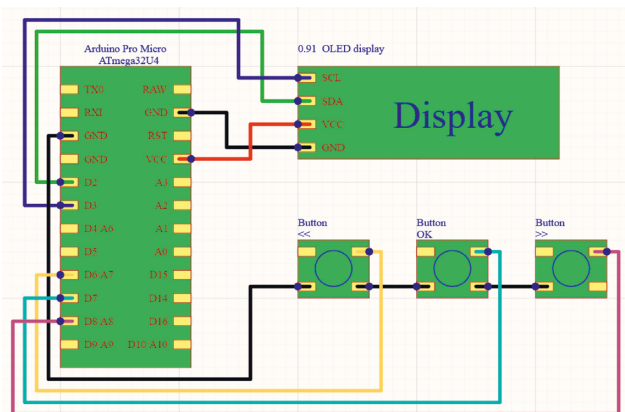 Arduino Pro Micro
ATmega32U4
TX0
RXI
GND
GND
D2
D3
D4 A6
D5
D6 A7
D7
D8 A8
D9 A9
RAW
GND
RST
VCC
A3
A2
A1
A0
D15
D14
D16
D10 A10
0.91 OLED display
SCL
SDA
VCC
GND
Display
Button
<<
Button
OK
Button
>>